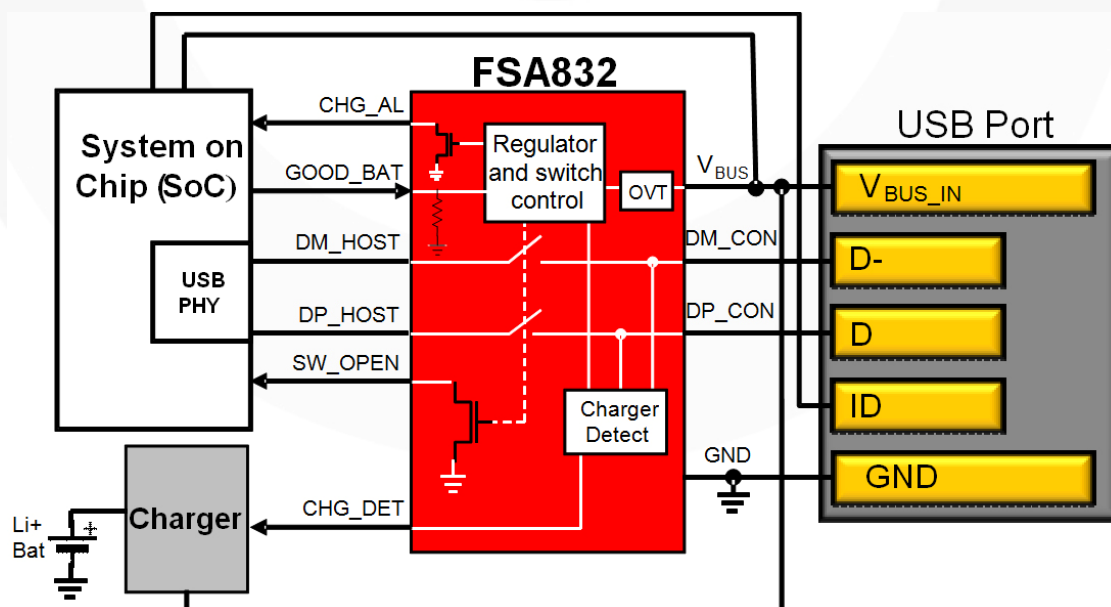 FSA832
USB Port
System on
Chip (SoC)
USB
PHY
CHG_AL
GOOD_BAT
DM_HOST
DP_HOST
SW_OPEN
CHG_DET
Regulator
and switch
control
OVT
Charger
Detect
VBUS
DM_CON
DP_CON
GND
VBUS_IN
D-
D
ID
GND
Charger
Li+
Bat
+